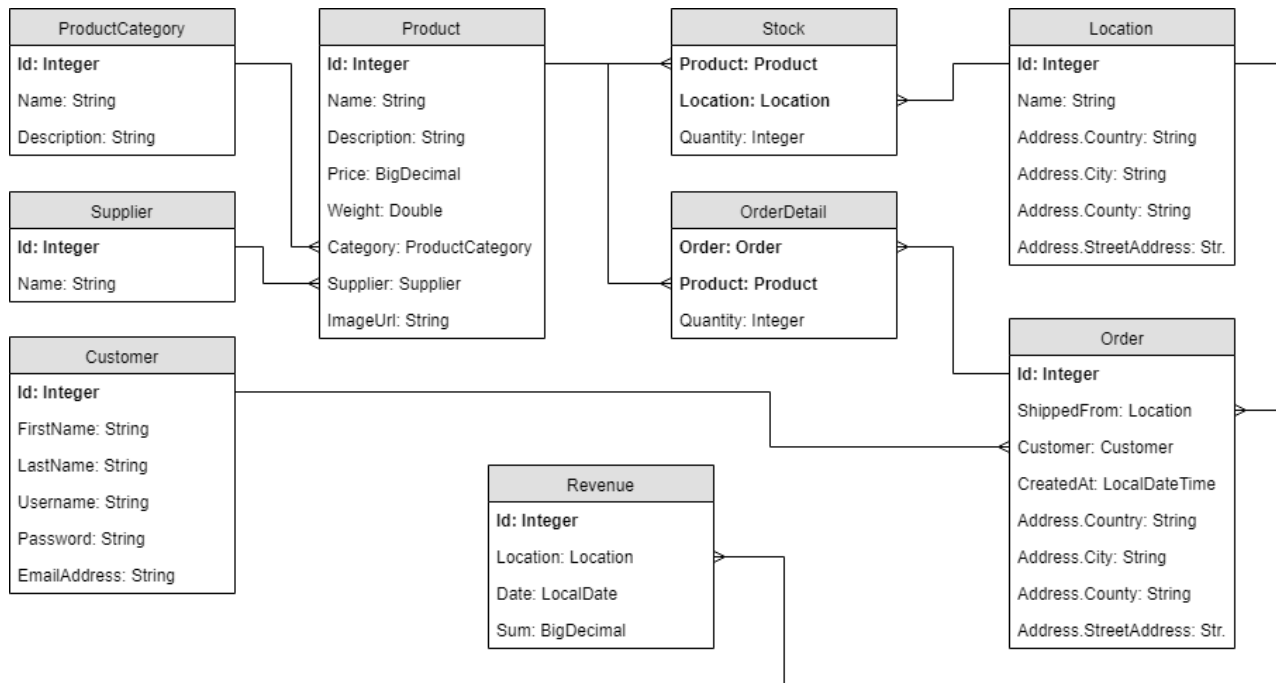 ProductCategory
Id: Integer
Name: String
Description: String
Product
Id: Integer
Name: String
Description: String
Price: BigDecimal
Weight: Double
Category: ProductCategory
Supplier: Supplier
ImageUrl: String
Stock
Product: Product
Location: Location
Quantity: Integer
Location
Id: Integer
Name: String
Address.Country: String
Address.City: String
Address.County: String
Address.StreetAddress: Str.
Supplier
Id: Integer
Name: String
OrderDetail
Order: Order
Product: Product
Quantity: Integer
Customer
Id: Integer
FirstName: String
LastName: String
Username: String
Password: String
EmailAddress: String
Order
Id: Integer
ShippedFrom: Location
Customer: Customer
CreatedAt: LocalDateTime
Address.Country: String
Address.City: String
Address.County: String
Address.StreetAddress: Str.
Revenue
Id: Integer
Location: Location
Date: LocalDate
Sum: BigDecimal